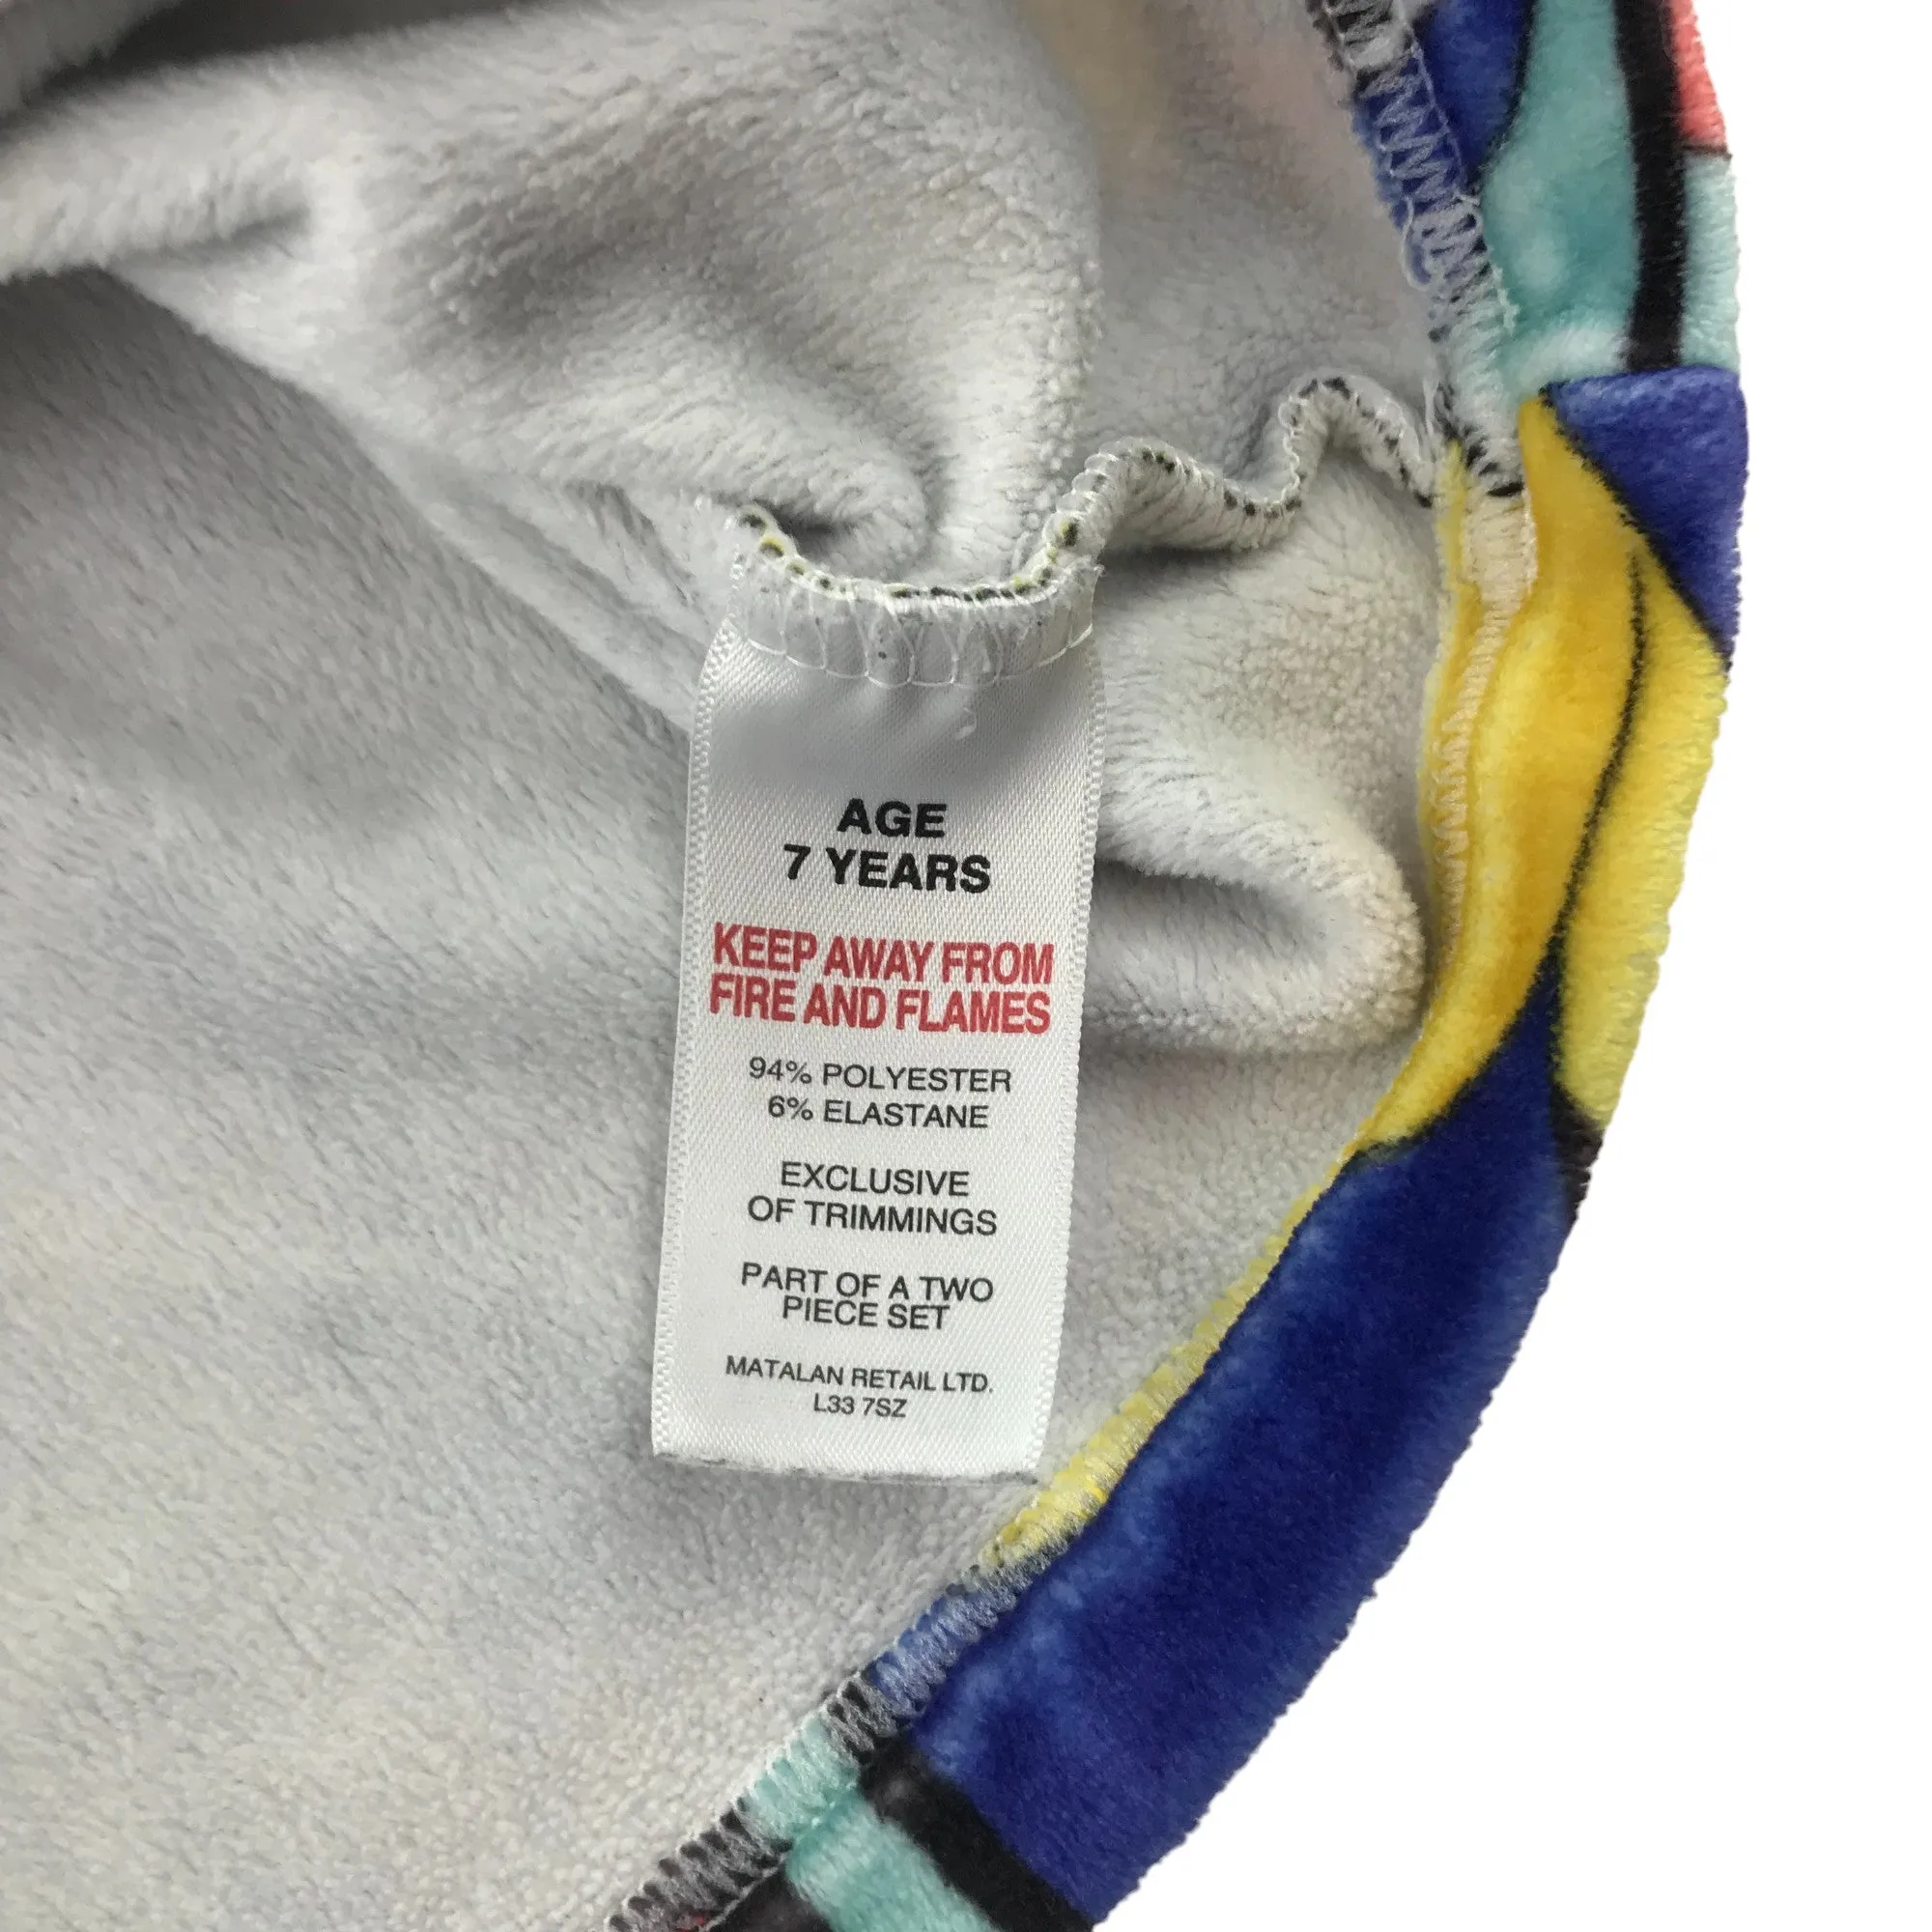 AGE
7 YEARS
KEEP AWAY FROM
FIRE AND FLAMES
94% POLYESTER
6% ELASTANE
EXCLUSIVE
OF TRIMMINGS
PART OF A TWO
PIECE SET
MATALAN RETAIL LTD.
L33 7SZ